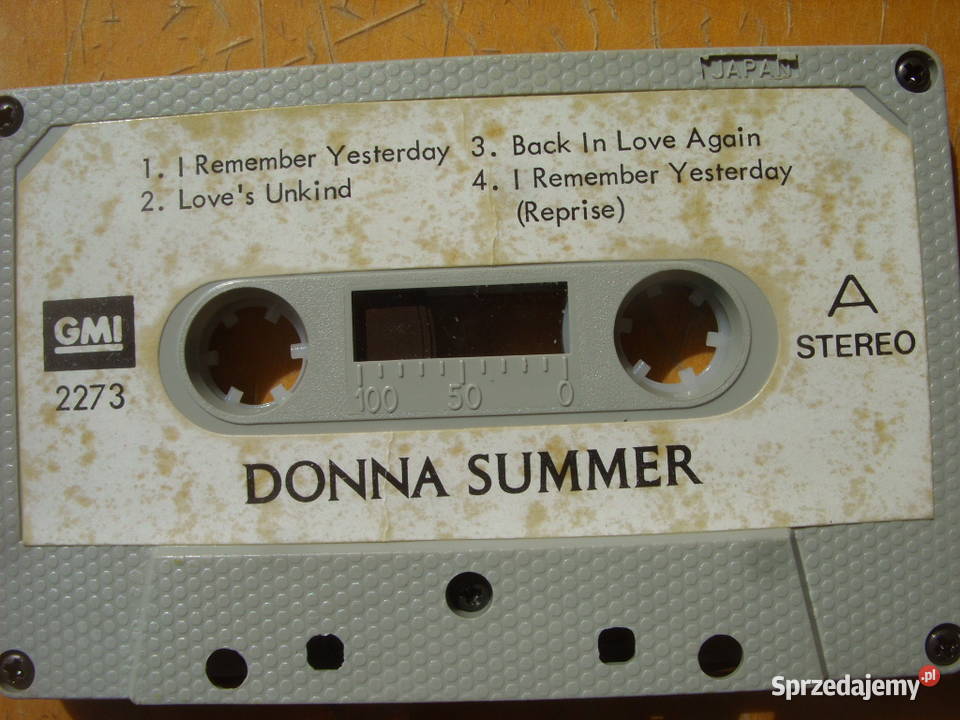 JAPAN
1. I Remember Yesterday
2. Love's Unkind
3. Back In Love Again
4. I Remember Yesterday
(Reprise)
GMI
2273
A
STEREO
100 50 0
DONNA SUMMER
Sprzedajemy.pl